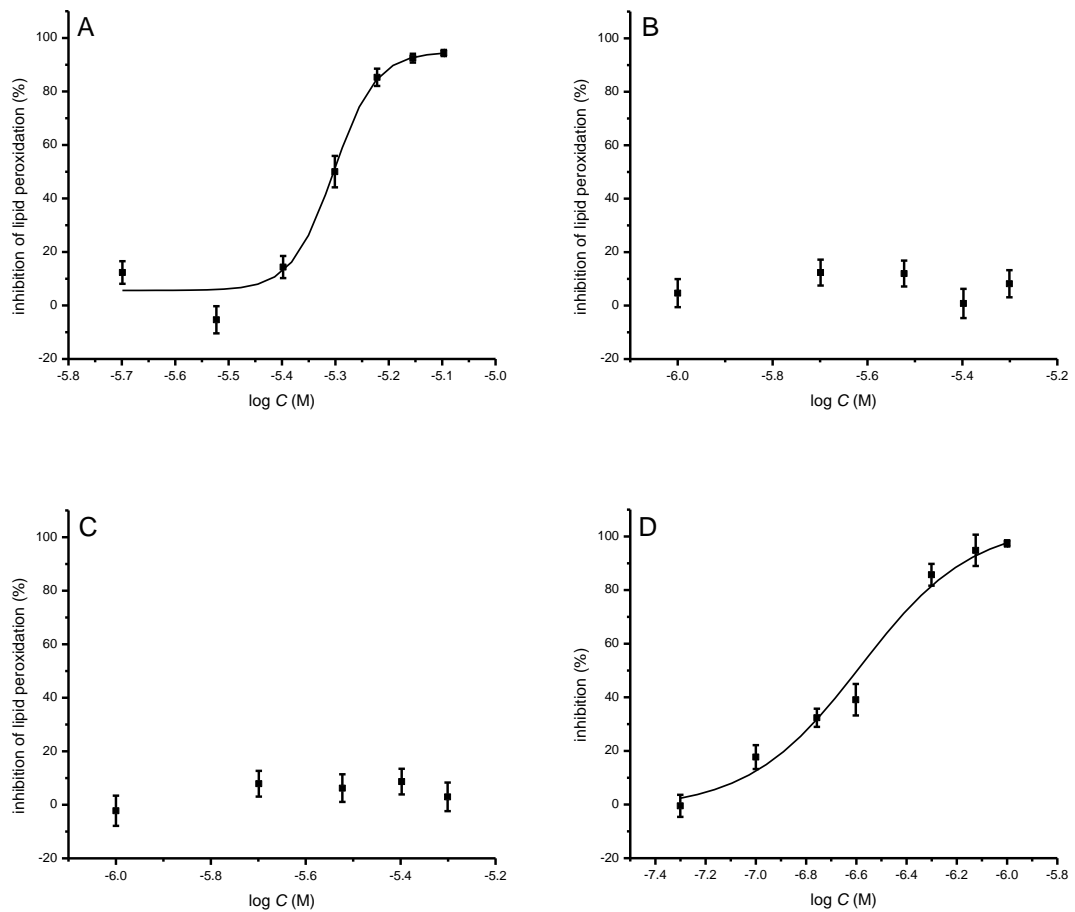 A
inhibition of lipid peroxidation (%)
100
80
60
40
20
0
-20
-5.8 -5.7 -5.6 -5.5 -5.4 -5.3 -5.2 -5.1 -5.0
log C (M)
B
inhibition of lipid peroxidation (%)
100
80
60
40
20
0
-20
-6.0 -5.8 -5.6 -5.4 -5.2
log C (M)
C
inhibition of lipid peroxidation (%)
100
80
60
40
20
0
-20
-6.0 -5.8 -5.6 -5.4 -5.2
log C (M)
D
inhibition (%)
100
80
60
40
20
0
-20
-7.4 -7.2 -7.0 -6.8 -6.6 -6.4 -6.2 -6.0 -5.8
log C (M)